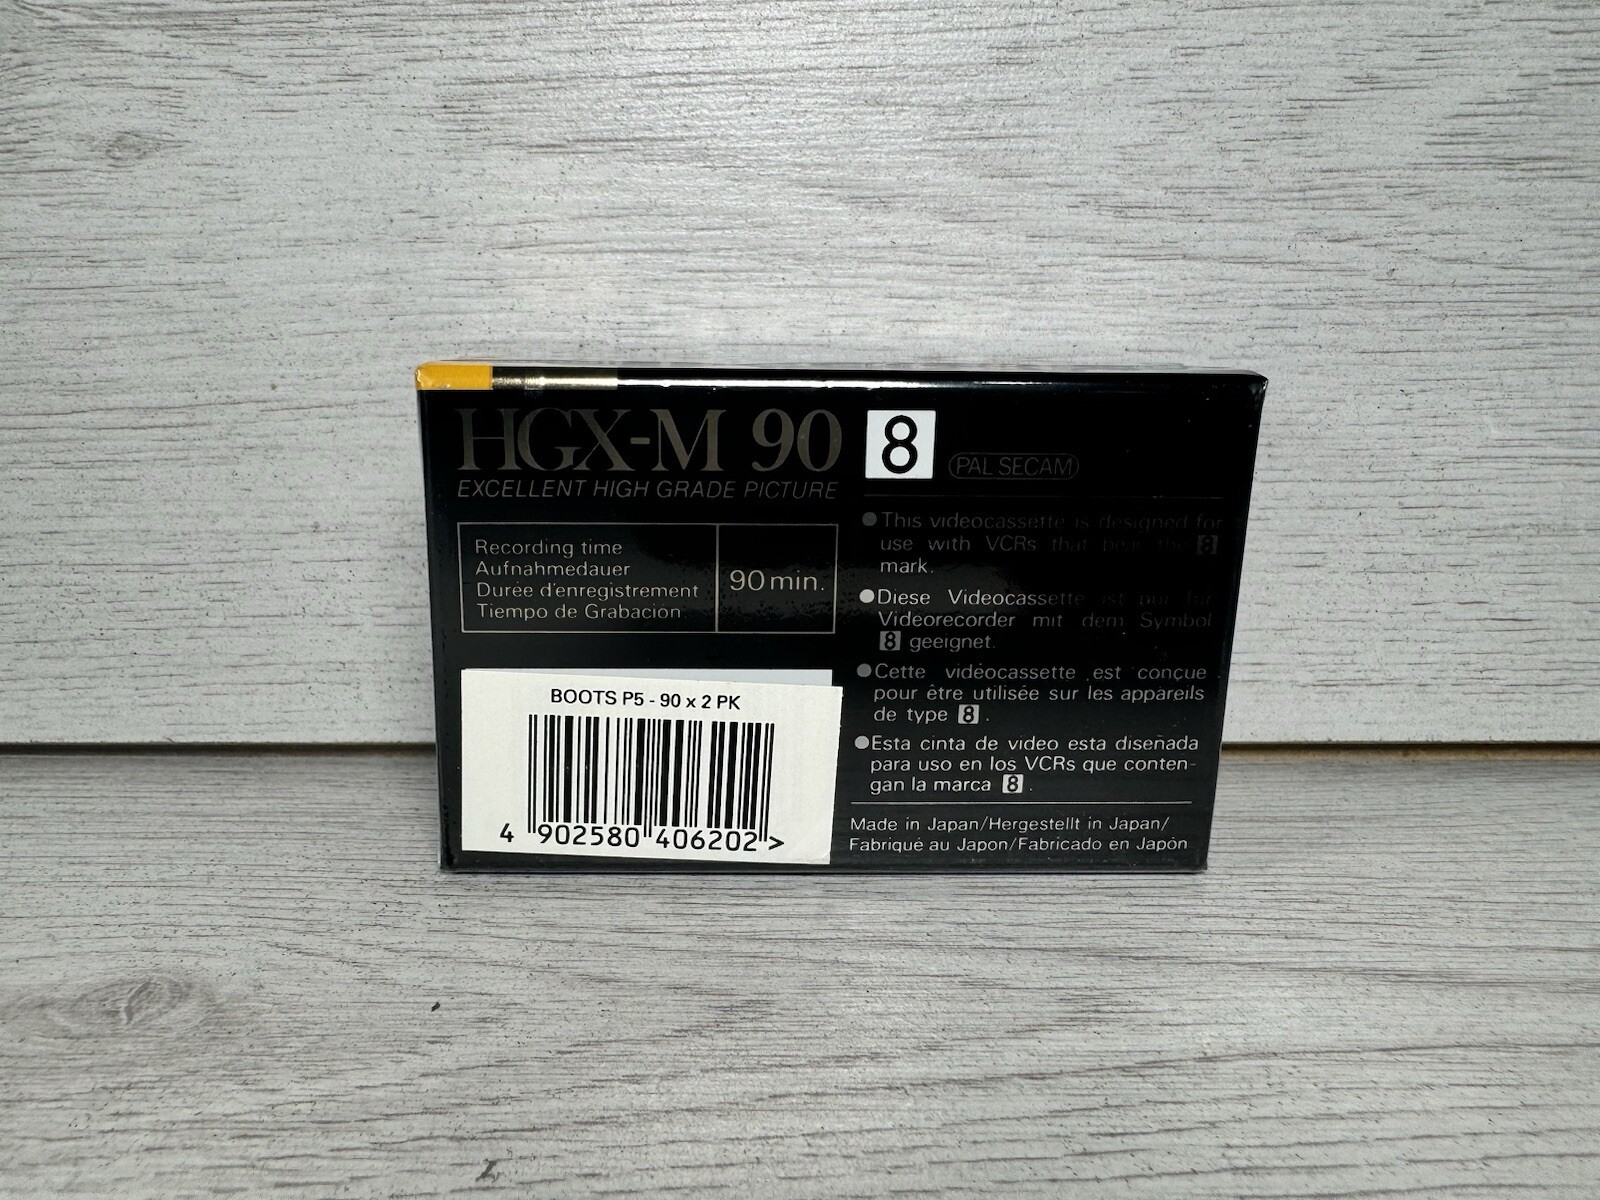 HGX-M 90
EXCELLENT HIGH GRADE PICTURE
8
PAL SECAM
Recording time
Aufnahmedauer
Durée d'enregistrement
Tiempo de Grabación
90min.
BOOTS P5 - 90 x 2 PK
4 902580 406202 >
●This videocassette is designed for
use with VCRs that bear the 8
mark.
●Diese Videocassette ist nur für
Videorecorder mit dem Symbol
8 geeignet.
●Cette vidéocassette est conçue
pour être utilisée sur les appareils
de type 8.
●Esta cinta de video esta diseñada
para uso en los VCRs que conten-
gan la marca 8.
Made in Japan/Hergestellt in Japan/
Fabriqué au Japon/Fabricado en Japón